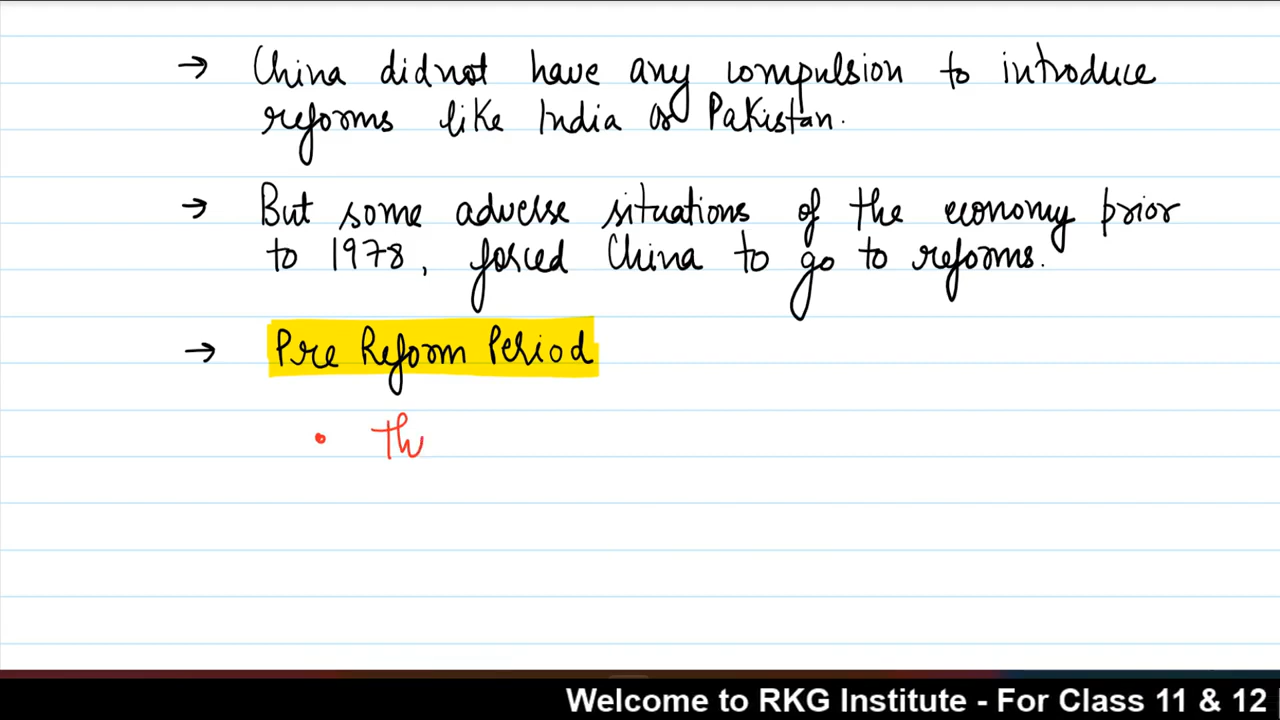 → China didnot have any compulsion to introduce
reforms like India or Pakistan.
→ But some adverse situations of the economy prior
to 1978, forced China to go to reforms.
→ Pre Reform Period
• Th
Welcome to RKG Institute - For Class 11 & 12